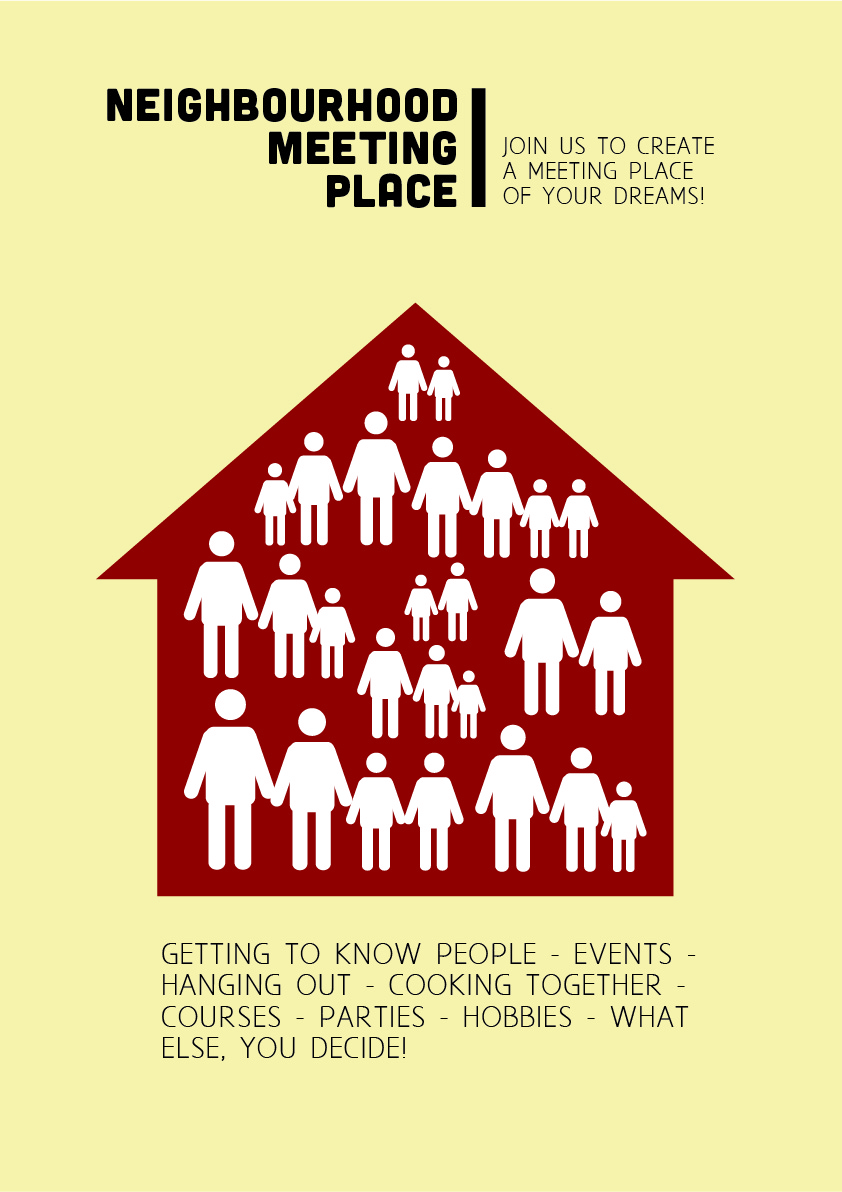 NEIGHBOURHOOD
MEETING
PLACE
JOIN US TO CREATE
A MEETING PLACE
OF YOUR DREAMS!
GETTING TO KNOW PEOPLE - EVENTS -
HANGING OUT - COOKING TOGETHER -
COURSES - PARTIES - HOBBIES - WHAT
ELSE, YOU DECIDE!